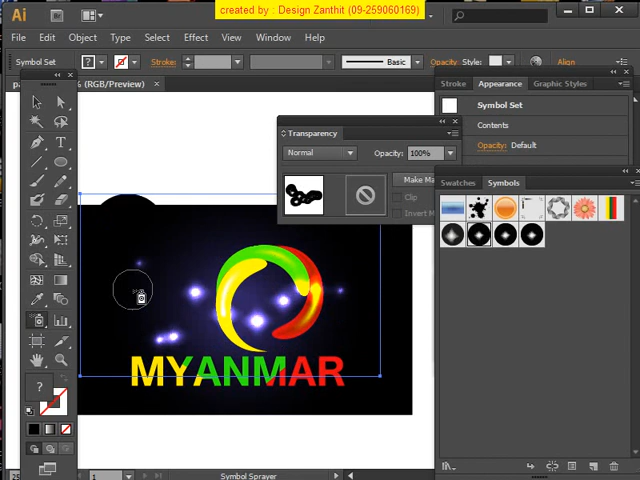 created by : Design Zanthit (09-259060169)
Ai
Br
File Edit Object Type Select Effect View Window Help
Symbol Set
?
Stroke:
Basic
Opacity:
Style:
Align
% (RGB/Preview)
Stroke
Appearance
Graphic Styles
Symbol Set
Contents
Opacity: Default
Transparency
Normal
Opacity:
100%
Make Ma
Clip
Invert M
Swatches
Symbols
MYANMAR
?
1
Symbol Sprayer